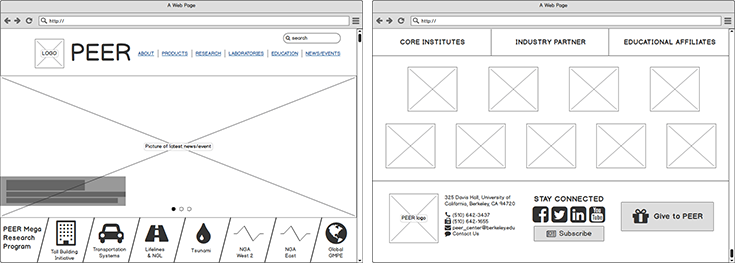 A Web Page
http://
search
LOGO
PEER
ABOUT | PRODUCTS | RESEARCH | LABORATORIES | EDUCATION | NEWS/EVENTS
Picture of latest news/event
PEER Mega
Research
Program
Tall Building
Initiative
Transportation
Systems
Lifelines
& NGL
Tsunami
NGA
West 2
NGA
East
Global
GMPE
A Web Page
http://
CORE INSTITUTES
INDUSTRY PARTNER
EDUCATIONAL AFFILIATES
PEER logo
325 Davis Hall, University of
California, Berkeley, CA 94720
(510) 642-3437
(510) 642-1655
peer_center@berkeley.edu
Contact Us
STAY CONNECTED
You
Tube
Subscribe
Give to PEER